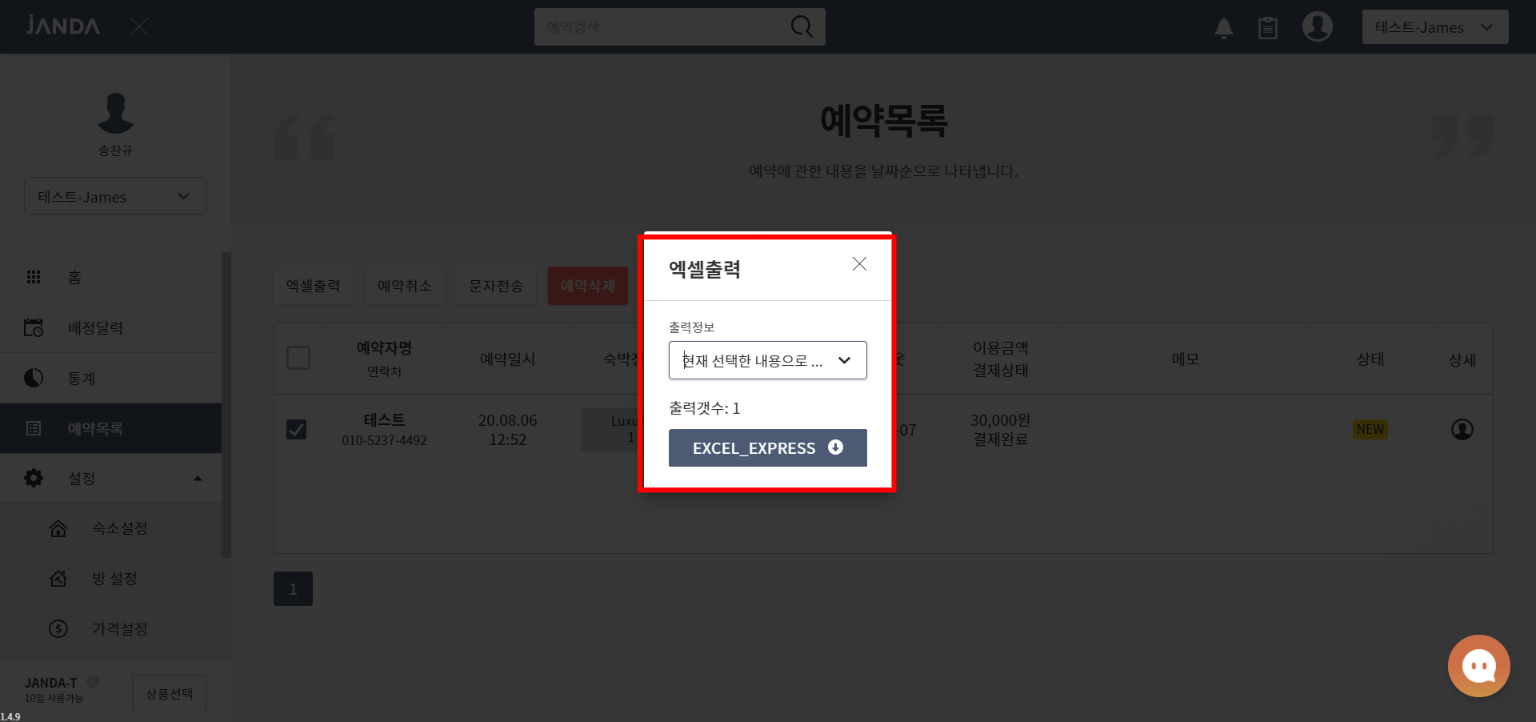 JANDA
예약검색
테스트-James
송찬규
테스트-James
홈
배정달력
통계
예약목록
설정
숙소설정
방 설정
가격설정
JANDA-T
10일 사용가능
상품선택
1.4.9
예약목록
예약에 관한 내용을 날짜순으로 나타냅니다.
엑셀출력 예약취소 문자전송 예약삭제
예약자명
연락처
예약일시
이용금액
결제상태
메모
상태
상세
테스트
010-5237-4492
20.08.06
12:52
-07
30,000원
결제완료
NEW
1
엑셀출력
출력정보
현재 선택한 내용으로 ...
출력갯수: 1
EXCEL_EXPRESS